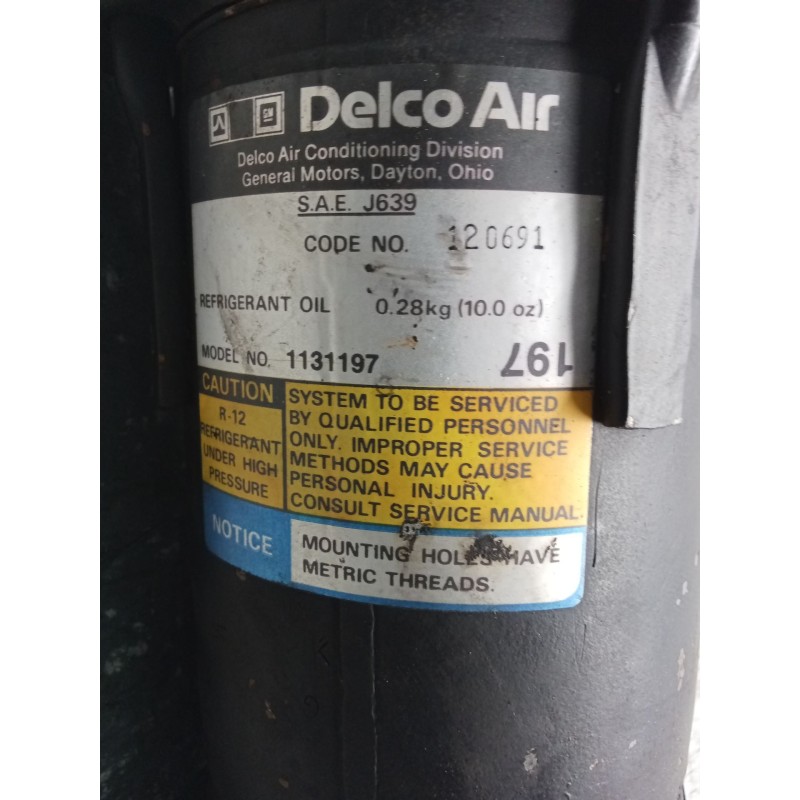 GM Delco Air
Delco Air Conditioning Division
General Motors, Dayton, Ohio
S.A.E. J639
CODE NO. 120691
REFRIGERANT OIL 0.28kg (10.0 oz)
MODEL NO. 1131197
197
CAUTION
R-12
REFRIGERANT
UNDER HIGH
PRESSURE
SYSTEM TO BE SERVICED
BY QUALIFIED PERSONNEL
ONLY. IMPROPER SERVICE
METHODS MAY CAUSE
PERSONAL INJURY.
CONSULT SERVICE MANUAL.
NOTICE
MOUNTING HOLES HAVE
METRIC THREADS.